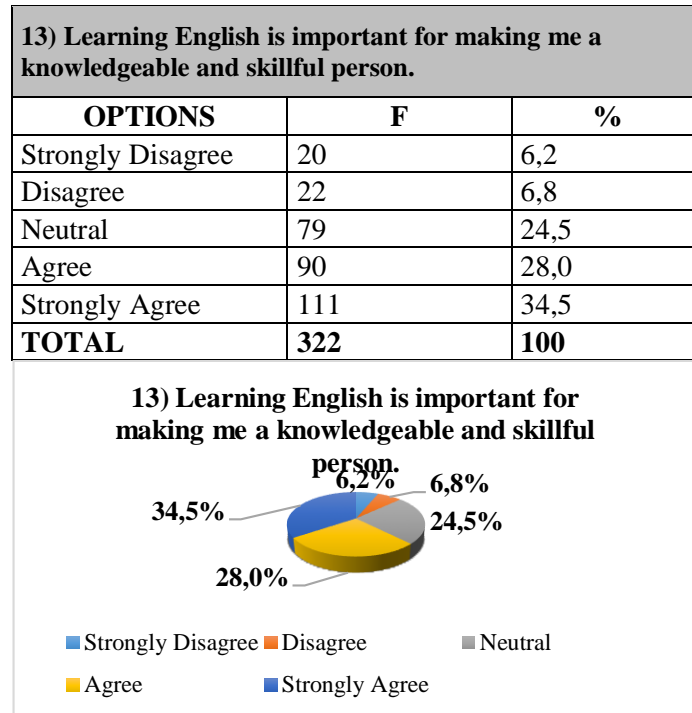 13) Learning English is important for making me a
knowledgeable and skillful person.
OPTIONS F %
Strongly Disagree 20 6,2
Disagree 22 6,8
Neutral 79 24,5
Agree 90 28,0
Strongly Agree 111 34,5
TOTAL 322 100
13) Learning English is important for
making me a knowledgeable and skillful
person.
6,2% 6,8%
34,5% 24,5%
28,0%
Strongly Disagree Disagree Neutral
Agree Strongly Agree